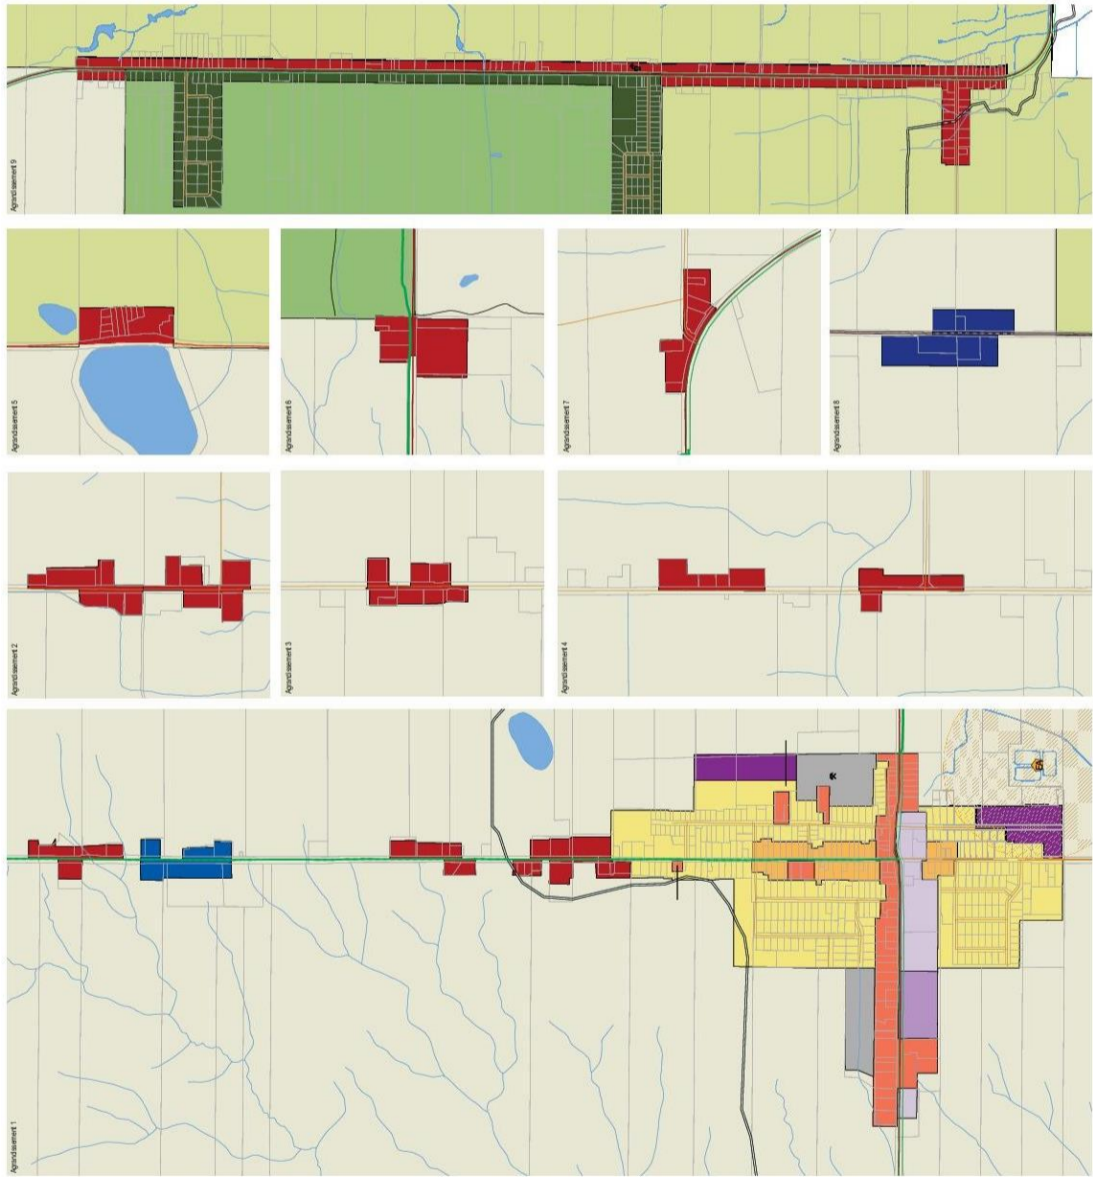 Agrandissement 9
Agrandissement 5
Agrandissement 6
Agrandissement 7
Agrandissement 8
Agrandissement 2
Agrandissement 3
Agrandissement 4
Agrandissement 1